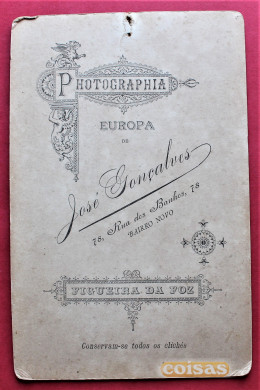 PHOTOGRAPHIA
EUROPA
DE
José Gonçalves
78, Rua dos Banhos, 78
BAIRRO NOVO
FIGUEIRA DA FOZ
Conservam-se todos os clichés
coisas